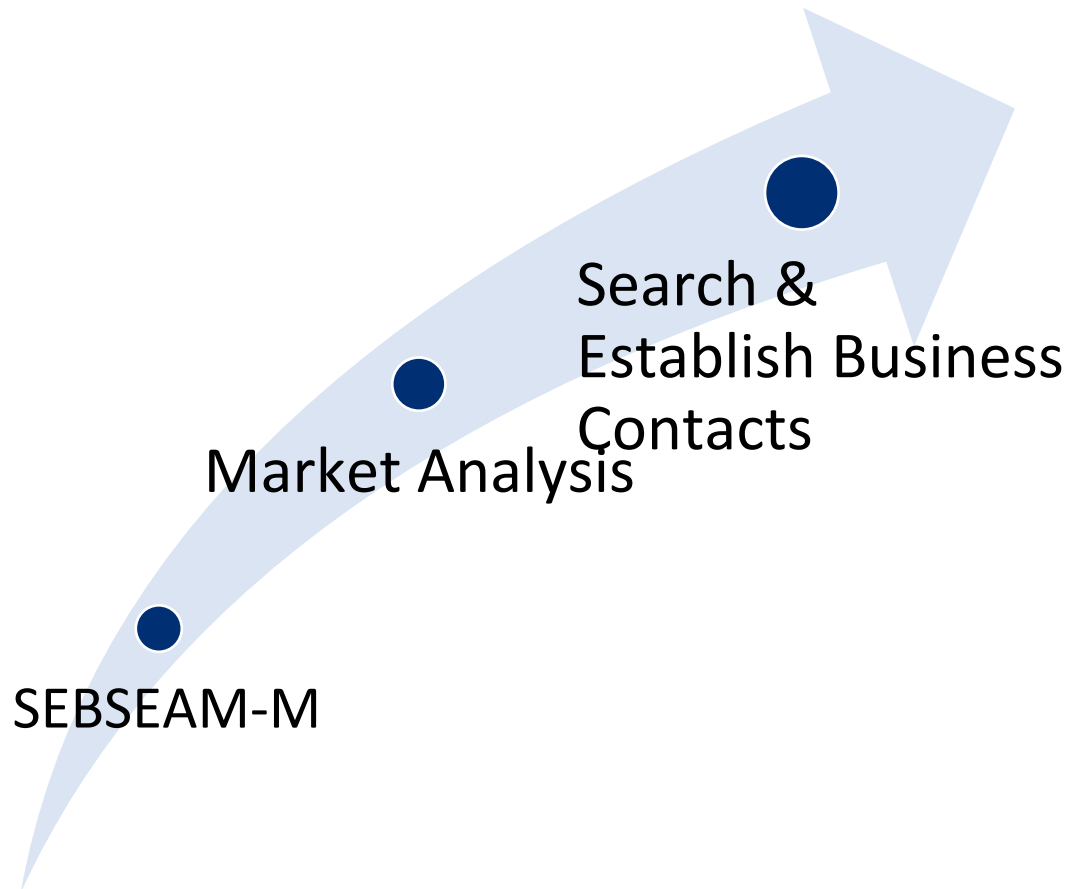 Search &
Establish Business
Contacts
Market Analysis
SEBSEAM-M